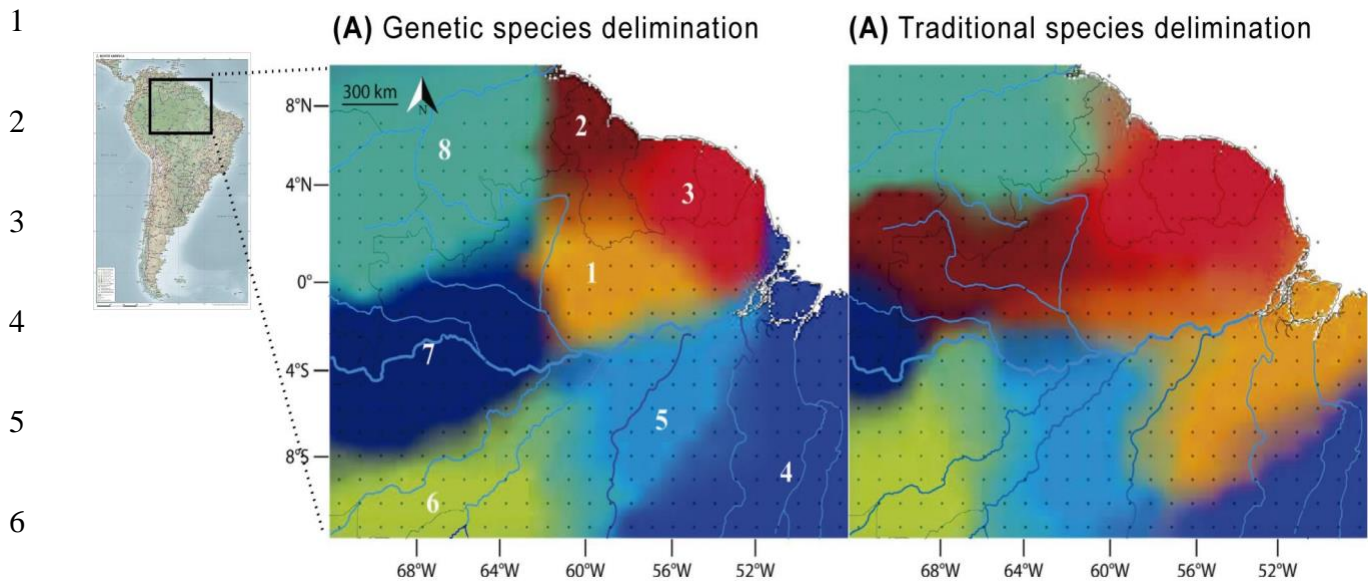 1
2
3
4
5
6
(A) Genetic species delimination
(A) Traditional species delimination
300 km
N
8°N
4°N
0°
4°S
8°S
8
2
3
1
7
5
6
4
68°W 64°W 60°W 56°W 52°W
68°W 64°W 60°W 56°W 52°W